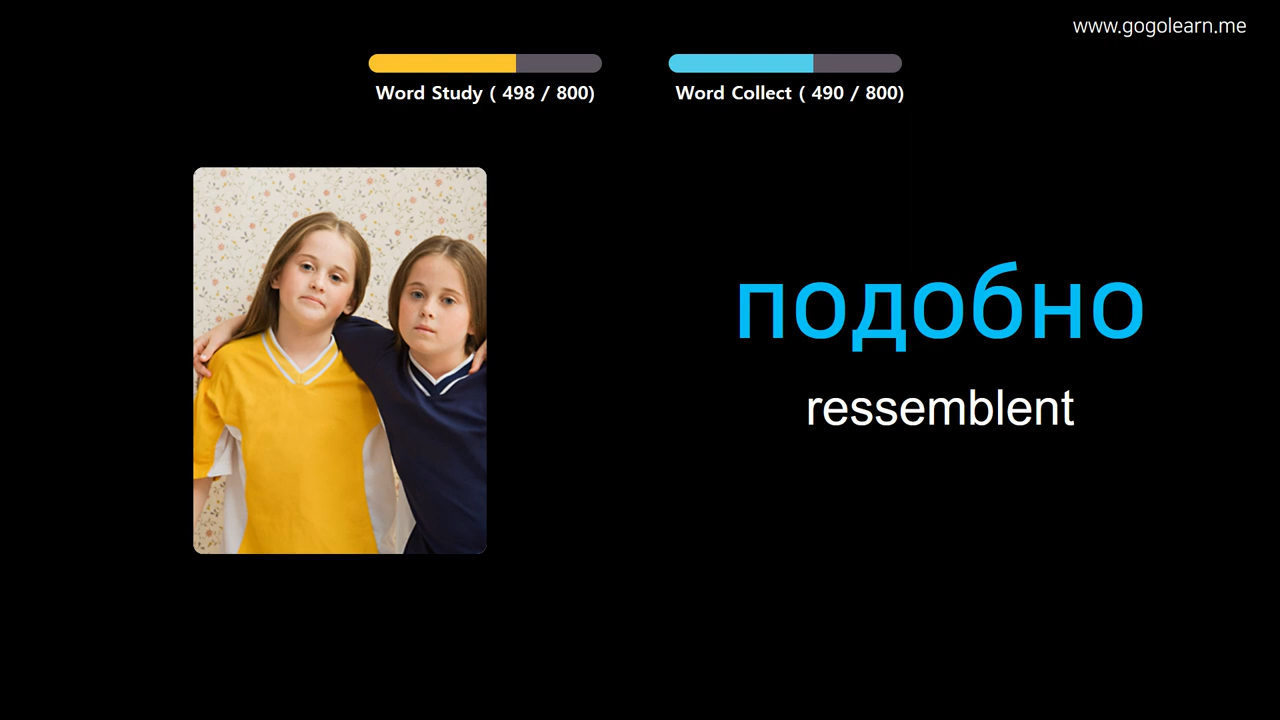 www.gogolearn.me
Word Study ( 498 / 800)
Word Collect ( 490 / 800)
подобно
ressemblent